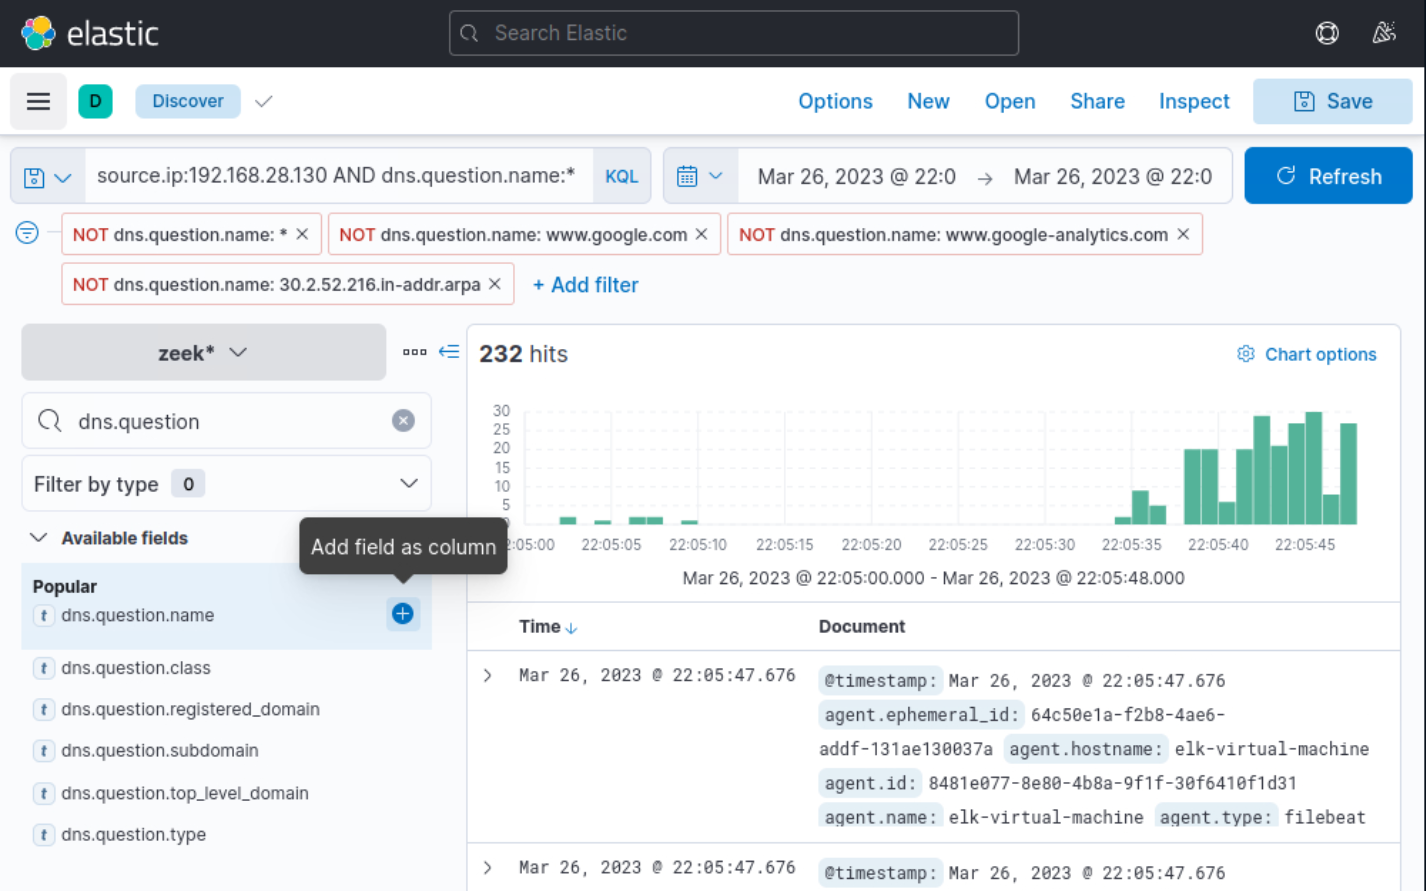 elastic
Search Elastic
D
Discover
Options New Open Share Inspect Save
source.ip:192.168.28.130 AND dns.question.name:* KQL
Mar 26, 2023 @ 22:0 → Mar 26, 2023 @ 22:0
Refresh
NOT dns.question.name: * × NOT dns.question.name: www.google.com × NOT dns.question.name: www.google-analytics.com ×
NOT dns.question.name: 30.2.52.216.in-addr.arpa × + Add filter
zeek*
dns.question
Filter by type 0
Available fields
Add field as column
Popular
t dns.question.name
t dns.question.class
t dns.question.registered_domain
t dns.question.subdomain
t dns.question.top_level_domain
t dns.question.type
232 hits
Chart options
30
25
20
15
10
5
:05:00 22:05:05 22:05:10 22:05:15 22:05:20 22:05:25 22:05:30 22:05:35 22:05:40 22:05:45
Mar 26, 2023 @ 22:05:00.000 - Mar 26, 2023 @ 22:05:48.000
Time ↓ Document
Mar 26, 2023 @ 22:05:47.676
@timestamp: Mar 26, 2023 @ 22:05:47.676
agent.ephemeral_id: 64c50e1a-f2b8-4ae6-
addf-131ae130037a agent.hostname: elk-virtual-machine
agent.id: 8481e077-8e80-4b8a-9f1f-30f6410f1d31
agent.name: elk-virtual-machine agent.type: filebeat
Mar 26, 2023 @ 22:05:47.676
@timestamp: Mar 26, 2023 @ 22:05:47.676